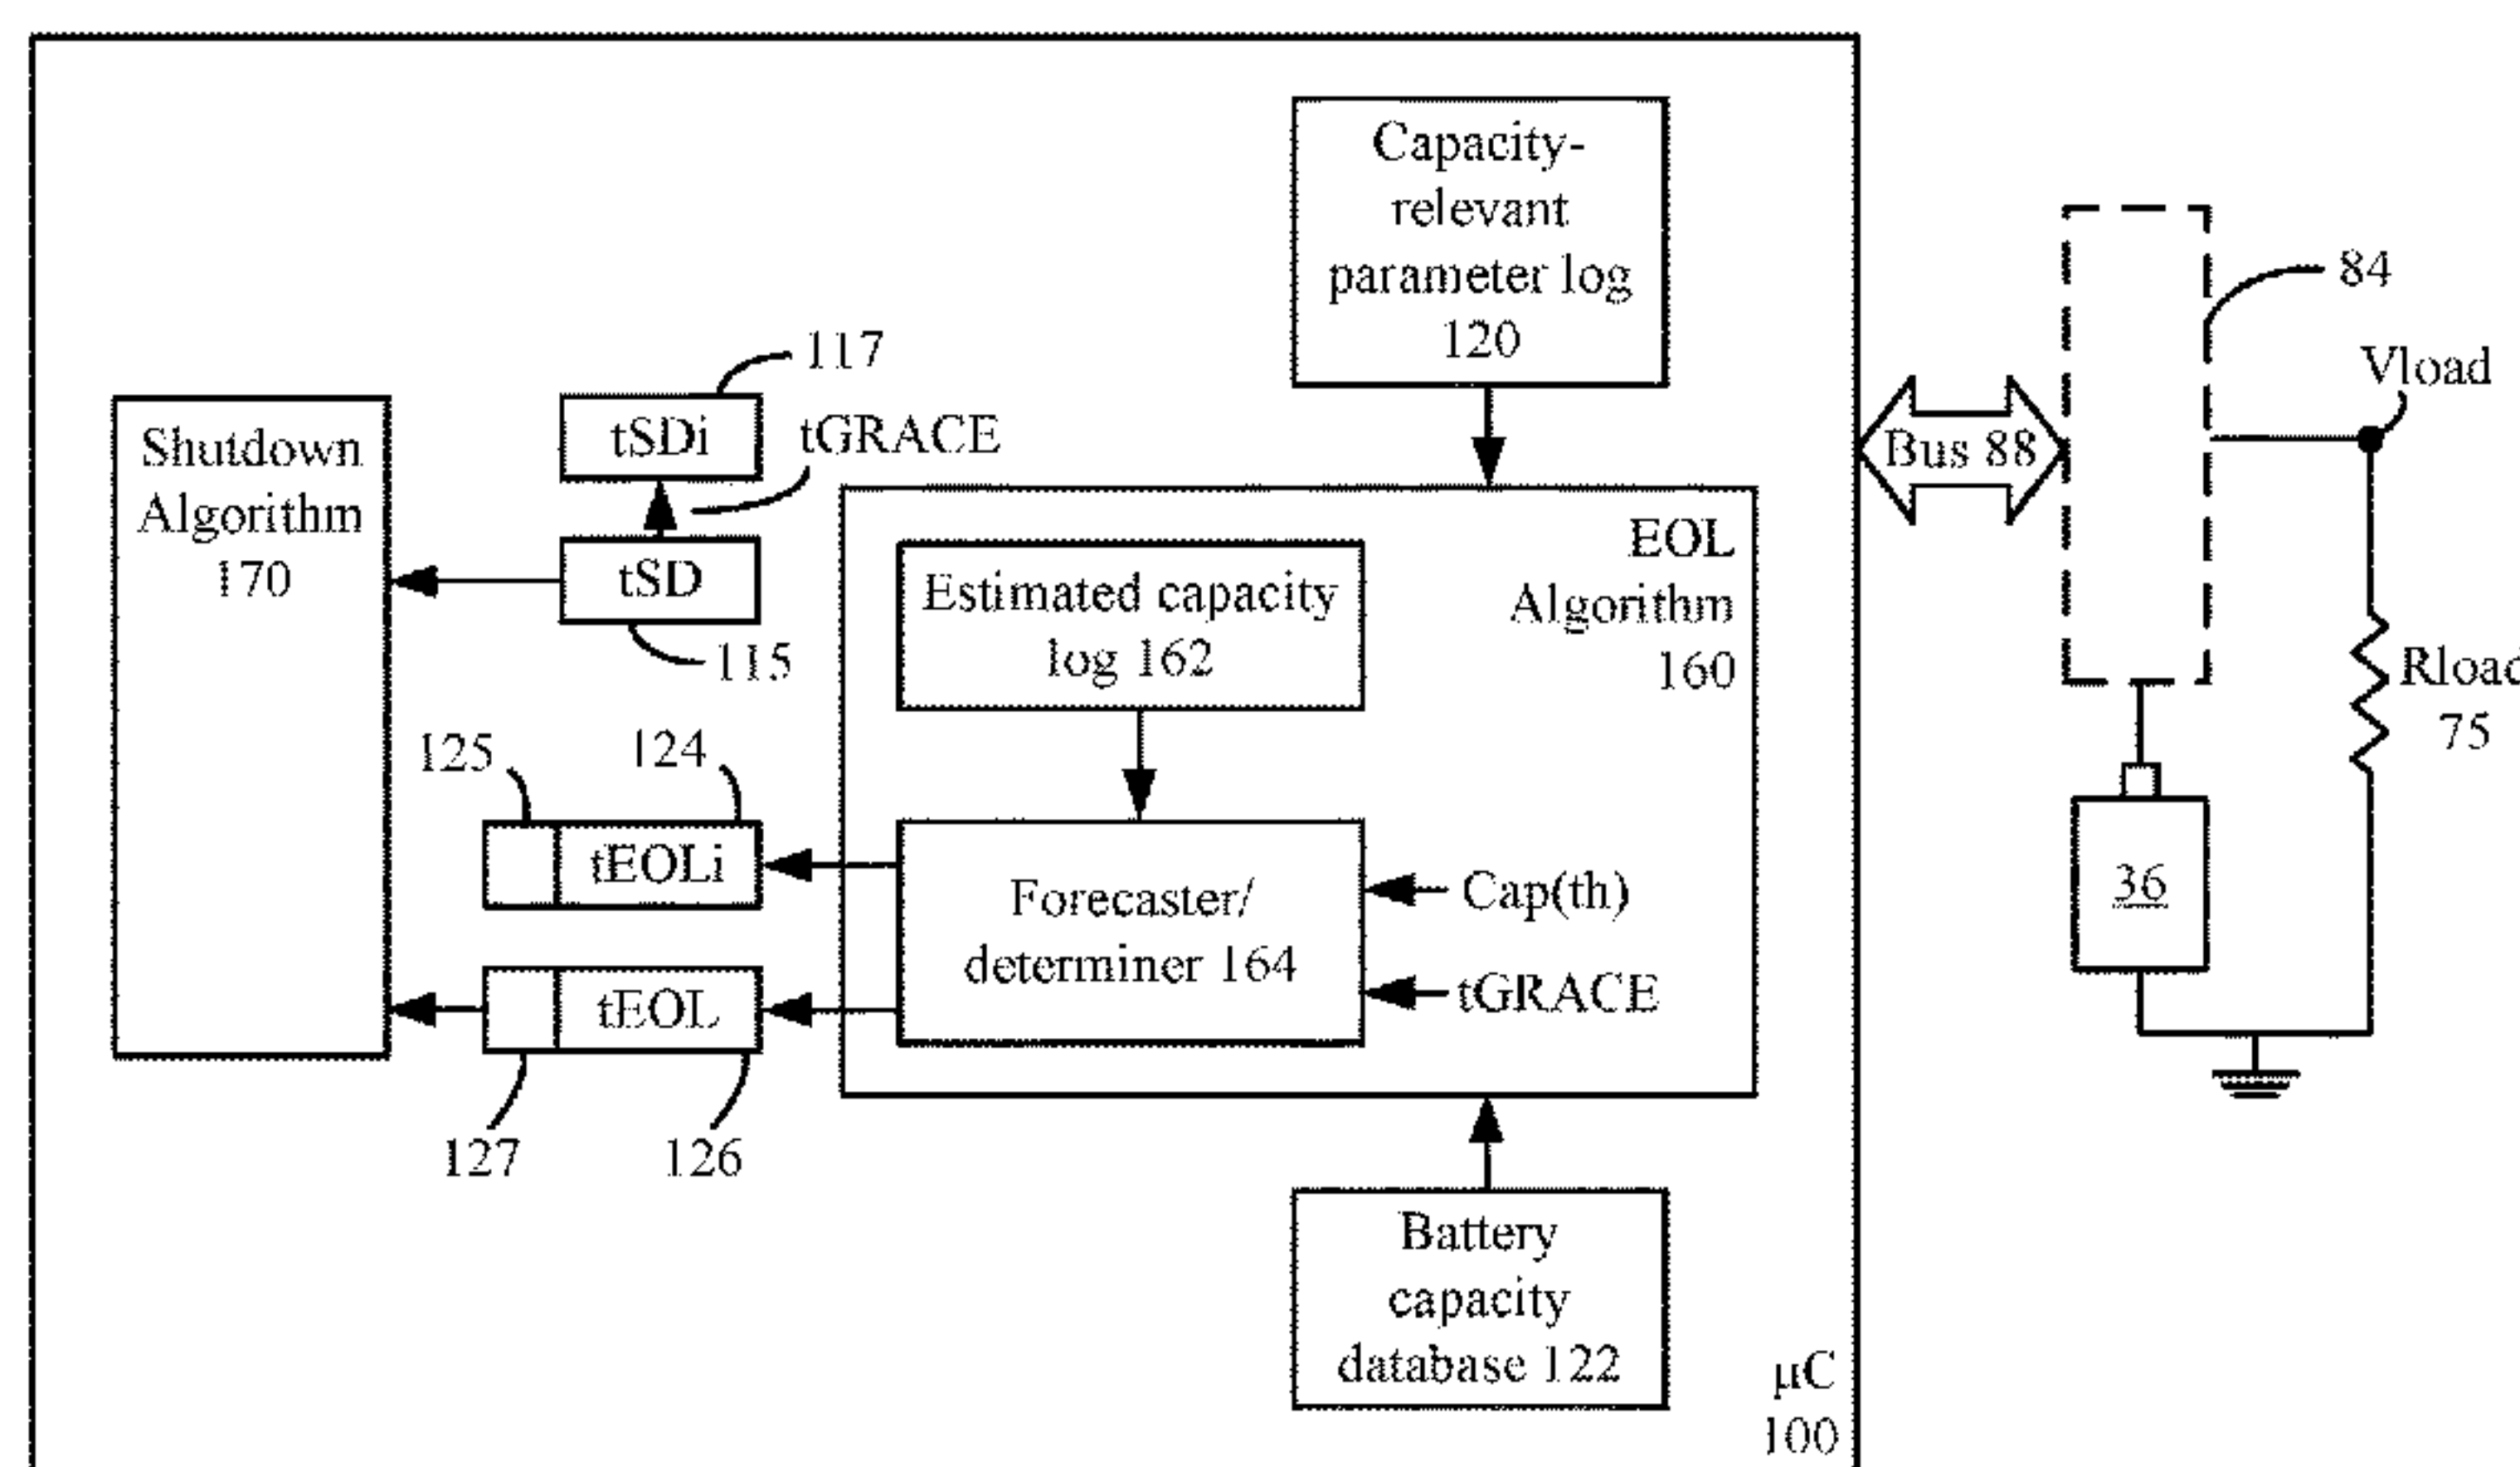 Capacity-
relevant
parameter log
120
84
117
Vload
tSDi
tGRACE
Shutdown
Algorithm
170
Bus 88
EOL
Algorithm
160
tSD
115
Estimated capacity
log 162
Rload
75
125
124
tEOLi
Forecaster/
determiner 164
Cap(th)
tGRACE
36
tEOL
127
126
Battery
capacity
database 122
µC
100